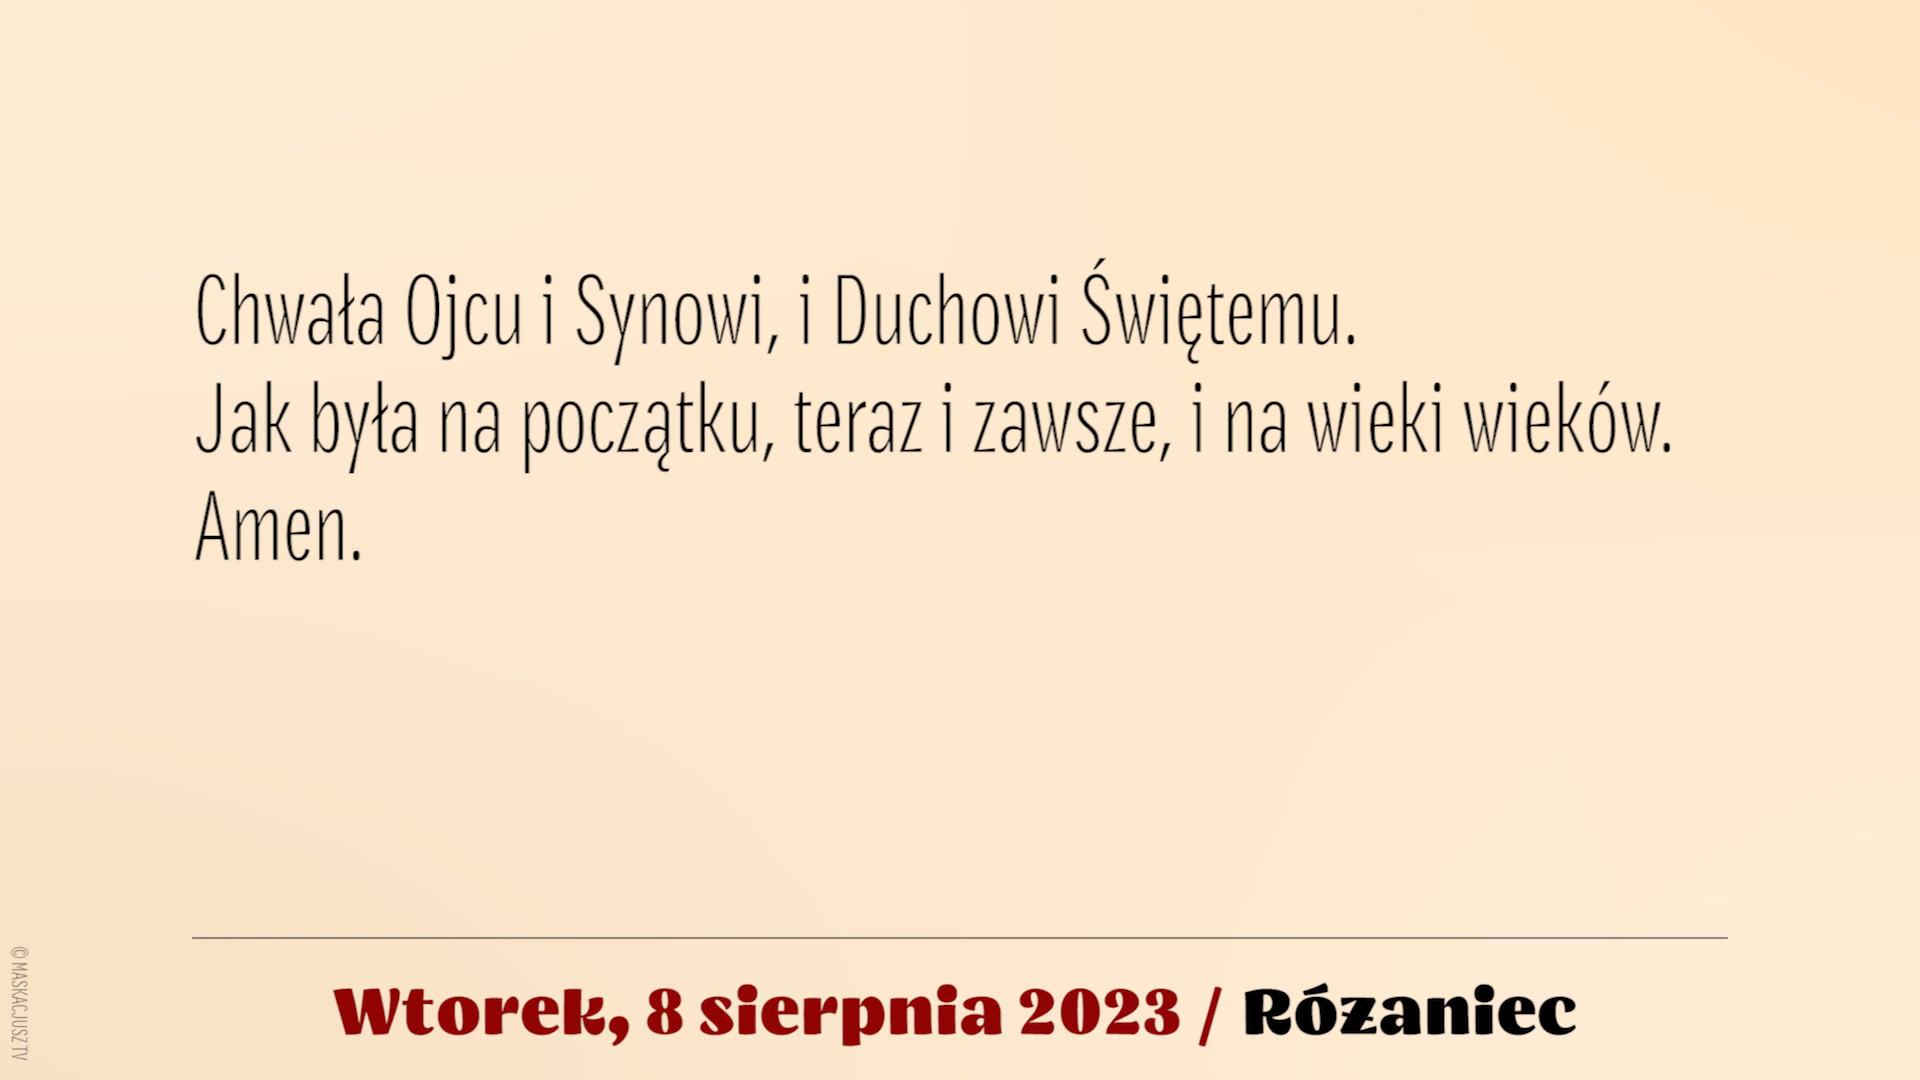 Chwała Ojcu i Synowi, i Duchowi Świętemu.
Jak była na początku, teraz i zawsze, i na wieki wieków.
Amen.
Wtorek, 8 sierpnia 2023 / Różaniec
© MASKACJUSZ TV